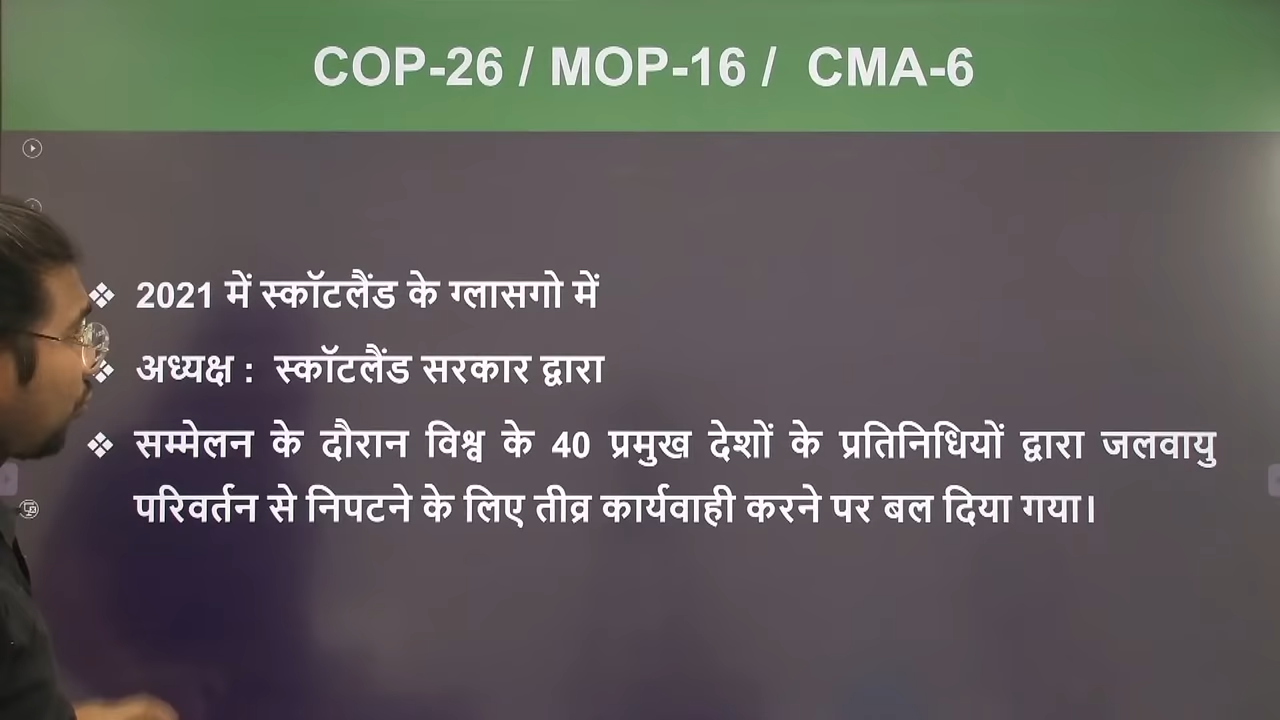 COP-26 / MOP-16 / CMA-6
❖ 2021 में स्कॉटलैंड के ग्लासगो में
❖ अध्यक्ष : स्कॉटलैंड सरकार द्वारा
❖ सम्मेलन के दौरान विश्व के 40 प्रमुख देशों के प्रतिनिधियों द्वारा जलवायु
परिवर्तन से निपटने के लिए तीव्र कार्यवाही करने पर बल दिया गया।